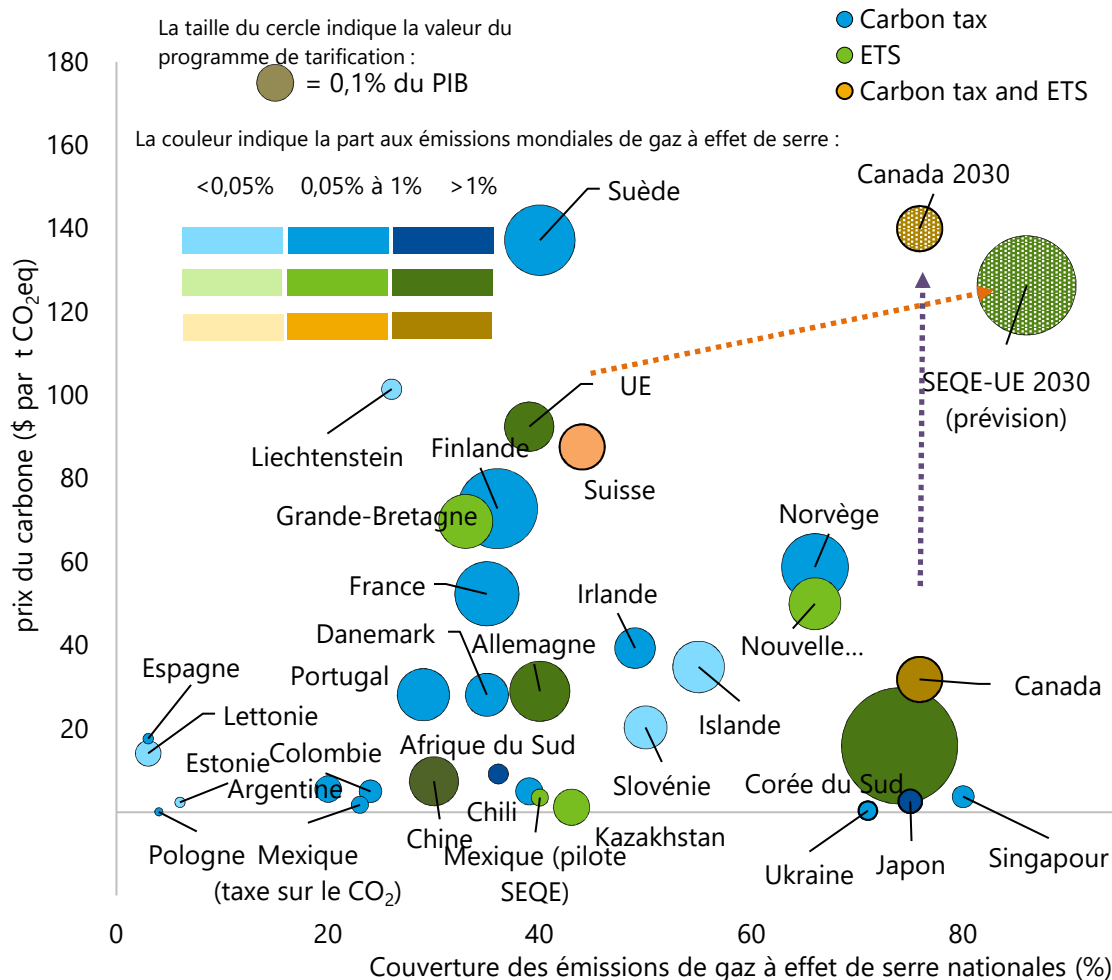 La taille du cercle indique la valeur du
programme de tarification :
= 0,1% du PIB
Carbon tax
ETS
Carbon tax and ETS
La couleur indique la part aux émissions mondiales de gaz à effet de serre :
<0,05% 0,05% à 1% >1%
prix du carbone ($ par t CO₂eq)
180
160
140
120
100
80
60
40
20
Suède
Canada 2030
SEQE-UE 2030
(prévision)
UE
Liechtenstein
Finlande
Suisse
Grande-Bretagne
Norvège
France
Irlande
Danemark
Allemagne
Nouvelle...
Espagne
Portugal
Canada
Lettonie
Islande
Estonie
Colombie
Afrique du Sud
Slovénie
Corée du Sud
Argentine
Chili
Chine
Kazakhstan
Pologne
Mexique
(taxe sur le CO₂)
Mexique (pilote
SEQE)
Ukraine
Japon
Singapour
0 20 40 60 80
Couverture des émissions de gaz à effet de serre nationales (%)